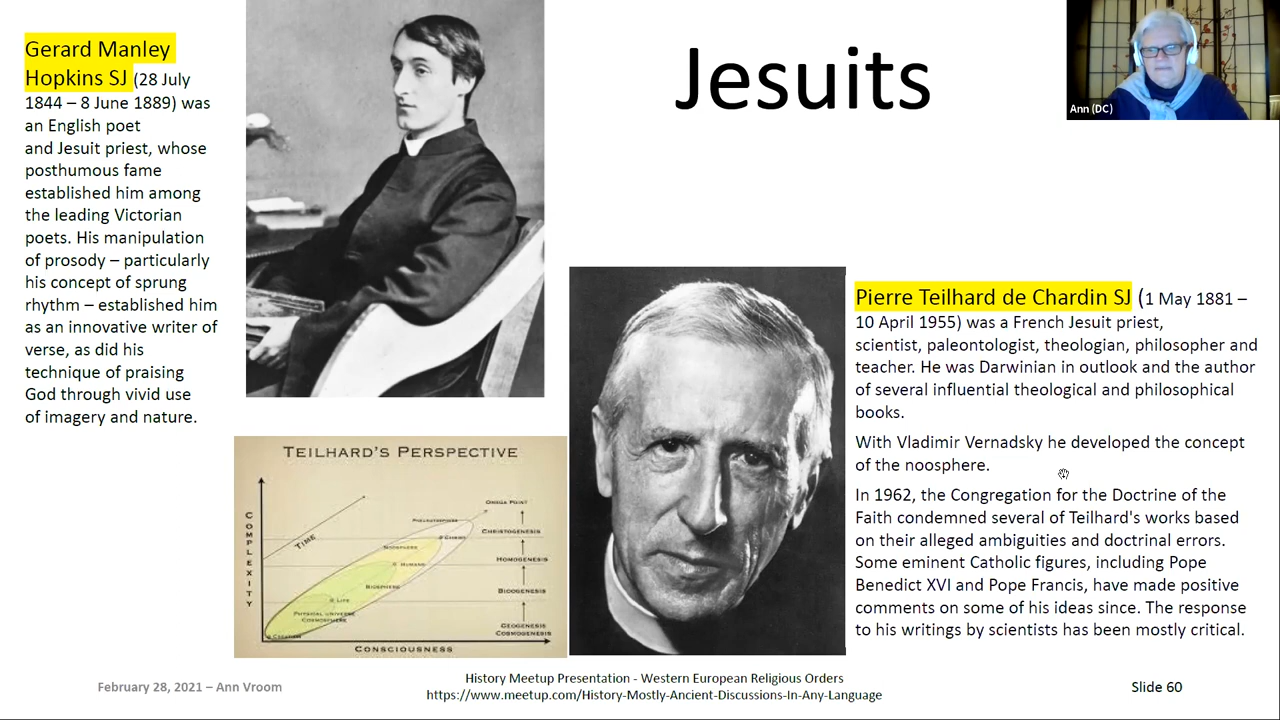 Gerard Manley
Hopkins SJ (28 July
1844 – 8 June 1889) was
an English poet
and Jesuit priest, whose
posthumous fame
established him among
the leading Victorian
poets. His manipulation
of prosody – particularly
his concept of sprung
rhythm – established him
as an innovative writer of
verse, as did his
technique of praising
God through vivid use
of imagery and nature.
Jesuits
Ann (DC)
Pierre Teilhard de Chardin SJ (1 May 1881 –
10 April 1955) was a French Jesuit priest,
scientist, paleontologist, theologian, philosopher and
teacher. He was Darwinian in outlook and the author
of several influential theological and philosophical
books.
With Vladimir Vernadsky he developed the concept
of the noosphere.
In 1962, the Congregation for the Doctrine of the
Faith condemned several of Teilhard's works based
on their alleged ambiguities and doctrinal errors.
Some eminent Catholic figures, including Pope
Benedict XVI and Pope Francis, have made positive
comments on some of his ideas since. The response
to his writings by scientists has been mostly critical.
TEILHARD'S PERSPECTIVE
COMPLEXITY
TIME
OMEGA POINT
CHRISTOGENESIS
NOOSPHERE
HUMANS
HOMOGENESIS
BIOSPHERE
BIOGENESIS
LIFE
PHYSICAL UNIVERSE
COSMOSPHERE
GEOGENESIS
COSMOGENESIS
CREATION
CONSCIOUSNESS
February 28, 2021 – Ann Vroom
History Meetup Presentation - Western European Religious Orders
https://www.meetup.com/History-Mostly-Ancient-Discussions-In-Any-Language
Slide 60